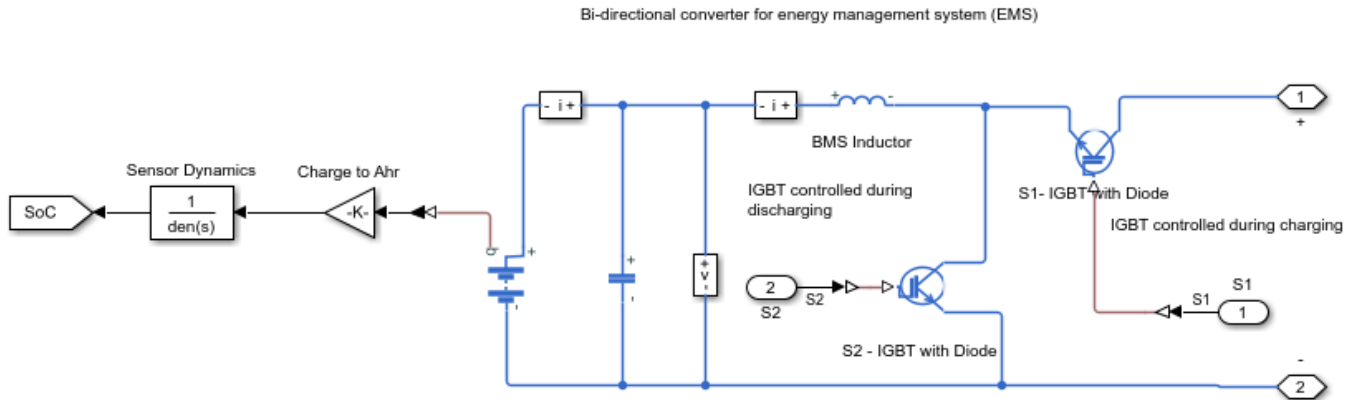 Bi-directional converter for energy management system (EMS)
- i +
- i +
+ -
1
+
BMS Inductor
Sensor Dynamics
Charge to Ahr
IGBT controlled during
discharging
S1- IGBT with Diode
IGBT controlled during charging
SoC
1
den(s)
-K-
q
+
-
+
-
+
v
-
2
S2
S2
S1
S1
1
S2 - IGBT with Diode
-
2